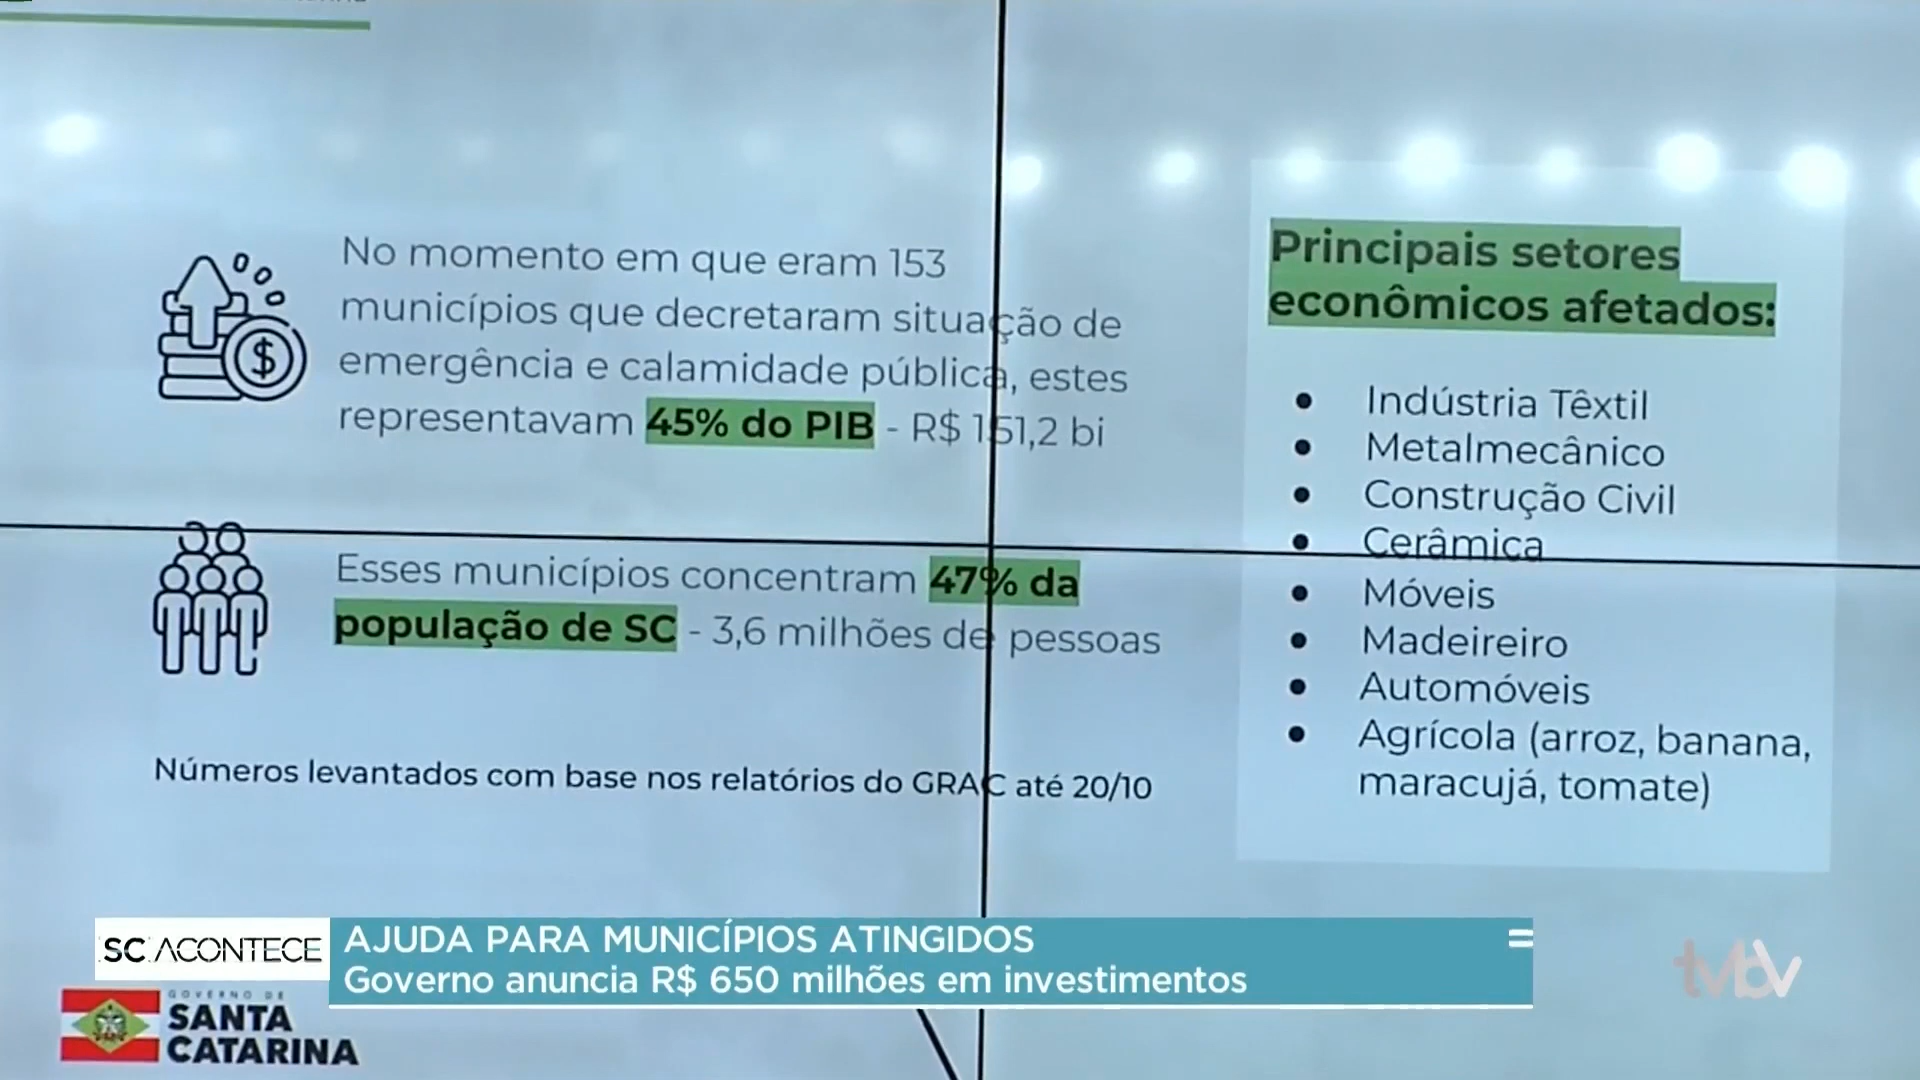 No momento em que eram 153
municípios que decretaram situação de
emergência e calamidade pública, estes
representavam 45% do PIB - R$ 151,2 bi
Esses municípios concentram 47% da
população de SC - 3,6 milhões de pessoas
Números levantados com base nos relatórios do GRAC até 20/10
Principais setores
econômicos afetados:
• Indústria Têxtil
• Metalmecânico
• Construção Civil
• Cerâmica
• Móveis
• Madeireiro
• Automóveis
• Agrícola (arroz, banana,
maracujá, tomate)
SC ACONTECE
AJUDA PARA MUNICÍPIOS ATINGIDOS
Governo anuncia R$ 650 milhões em investimentos
GOVERNO DE
SANTA
CATARINA
tvbv